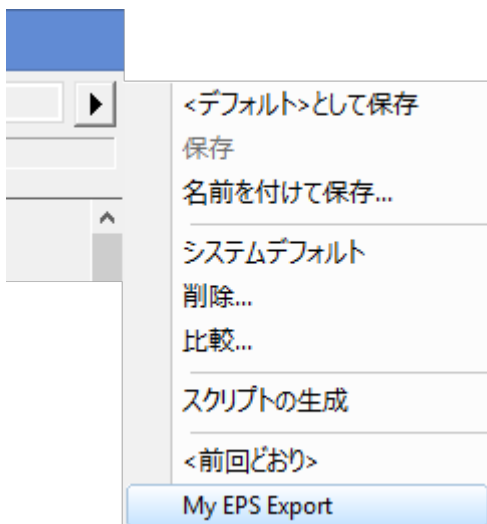 <デフォルト>として保存
保存
名前を付けて保存...
システムデフォルト
削除...
比較...
スクリプトの生成
<前回どおり>
My EPS Export